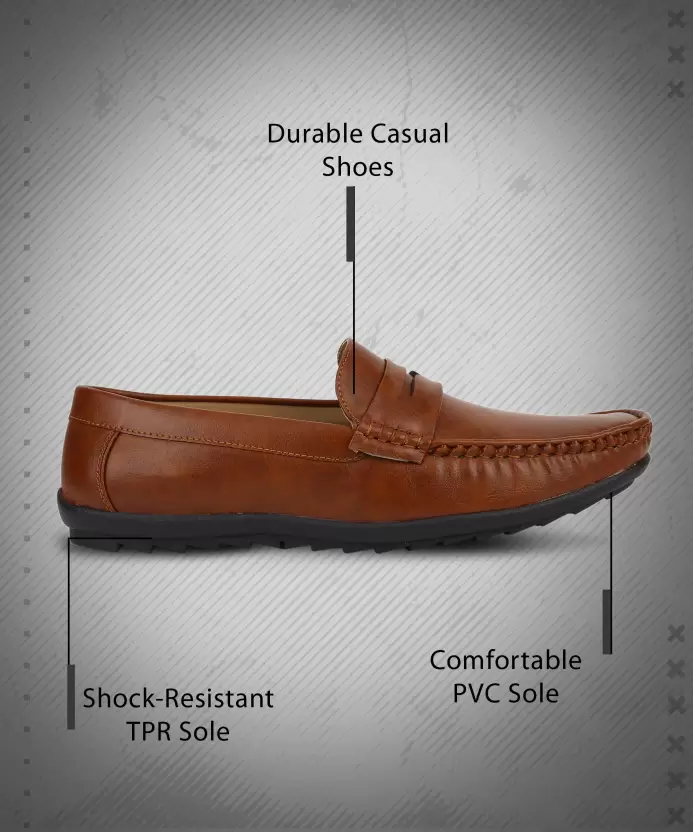 Durable Casual
Shoes
Comfortable
PVC Sole
Shock-Resistant
TPR Sole